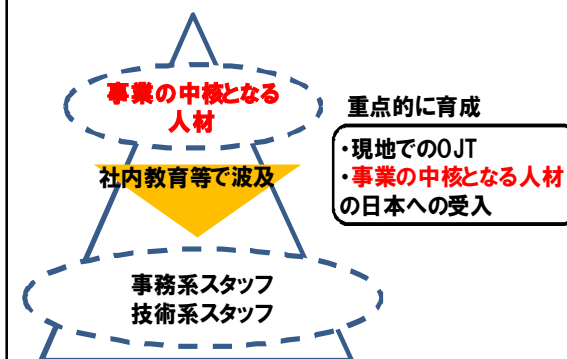 事業の中核となる
人材
社内教育等で波及
事務系スタッフ
技術系スタッフ
重点的に育成
・現地でのOJT
・事業の中核となる人材
の日本への受入